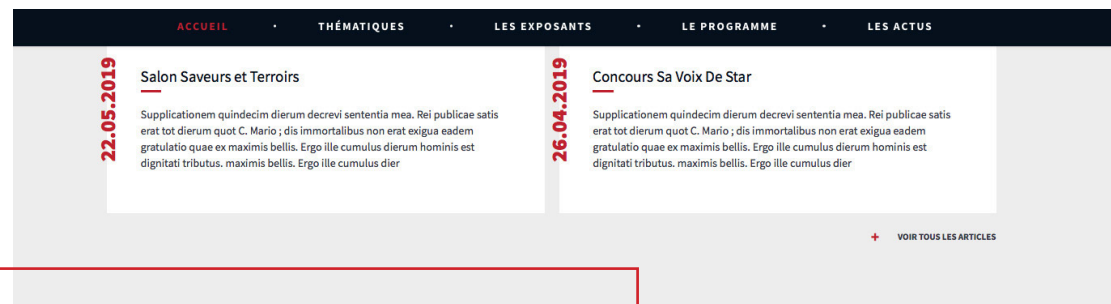 ACCUEIL • THÉMATIQUES • LES EXPOSANTS • LE PROGRAMME • LES ACTUS
22.05.2019
Salon Saveurs et Terroirs
Supplicationem quindecim dierum decrevi sententia mea. Rei publicae satis
erat tot dierum quot C. Mario ; dis immortalibus non erat exigua eadem
gratulatio quae ex maximis bellis. Ergo ille cumulus dierum hominis est
dignitati tributus. maximis bellis. Ergo ille cumulus dier
26.04.2019
Concours Sa Voix De Star
Supplicationem quindecim dierum decrevi sententia mea. Rei publicae satis
erat tot dierum quot C. Mario ; dis immortalibus non erat exigua eadem
gratulatio quae ex maximis bellis. Ergo ille cumulus dierum hominis est
dignitati tributus. maximis bellis. Ergo ille cumulus dier
+ VOIR TOUS LES ARTICLES